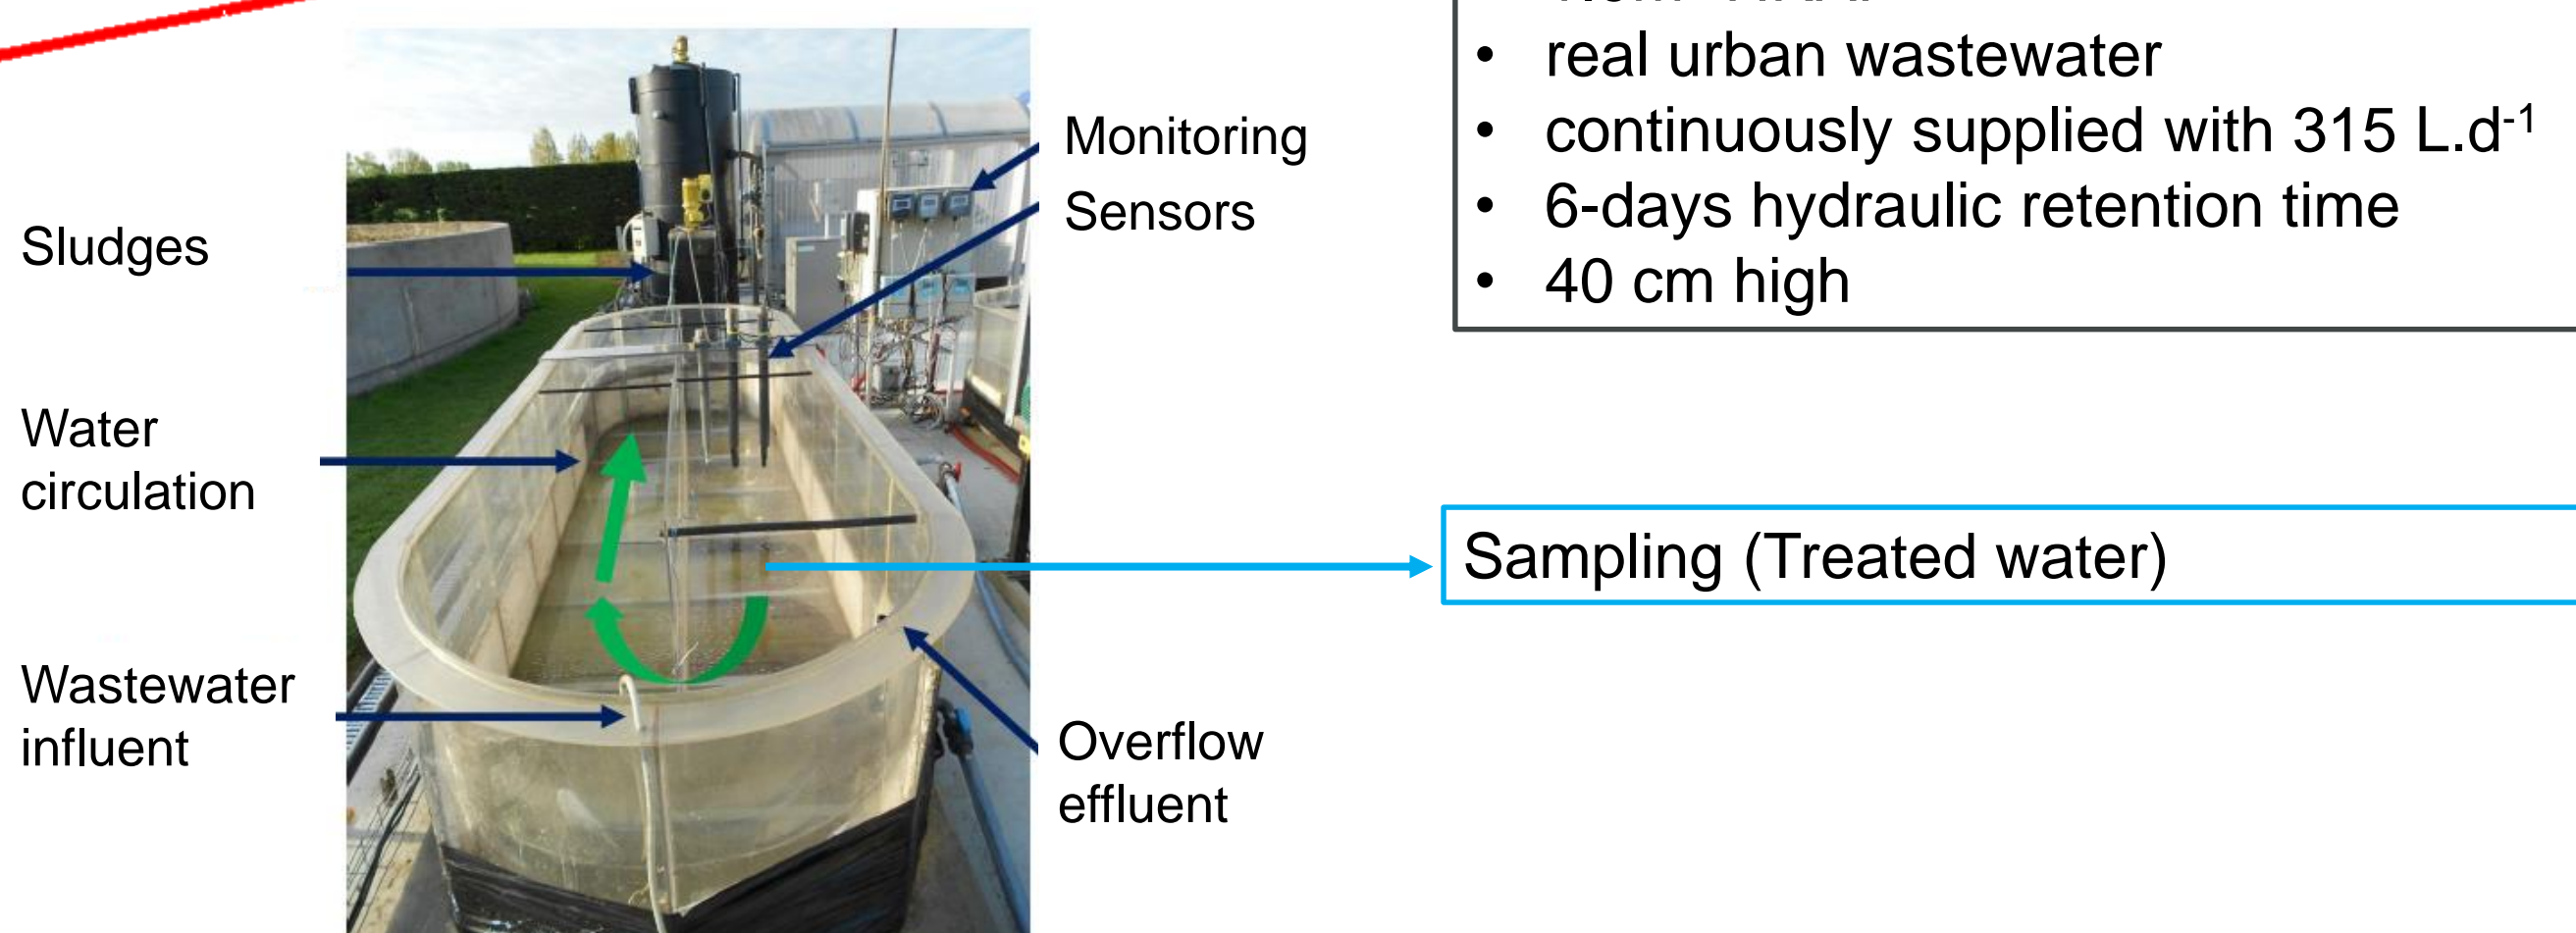 • real urban wastewater
• continuously supplied with 315 L.d⁻¹
• 6-days hydraulic retention time
• 40 cm high
Monitoring
Sensors
Sludges
Water
circulation
Sampling (Treated water)
Wastewater
influent
Overflow
effluent